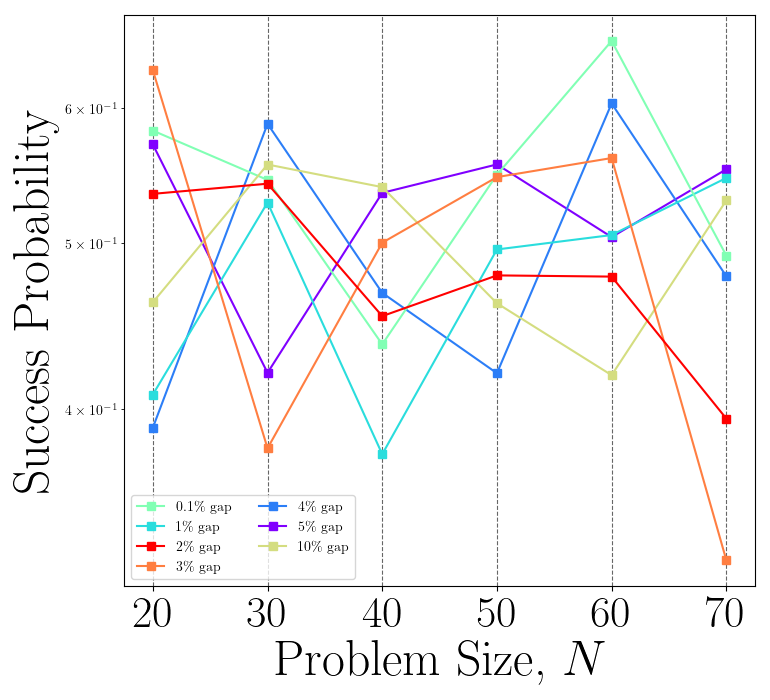 Success Probability
6 × 10⁻¹
5 × 10⁻¹
4 × 10⁻¹
0.1% gap
1% gap
2% gap
3% gap
4% gap
5% gap
10% gap
20 30 40 50 60 70
Problem Size, N